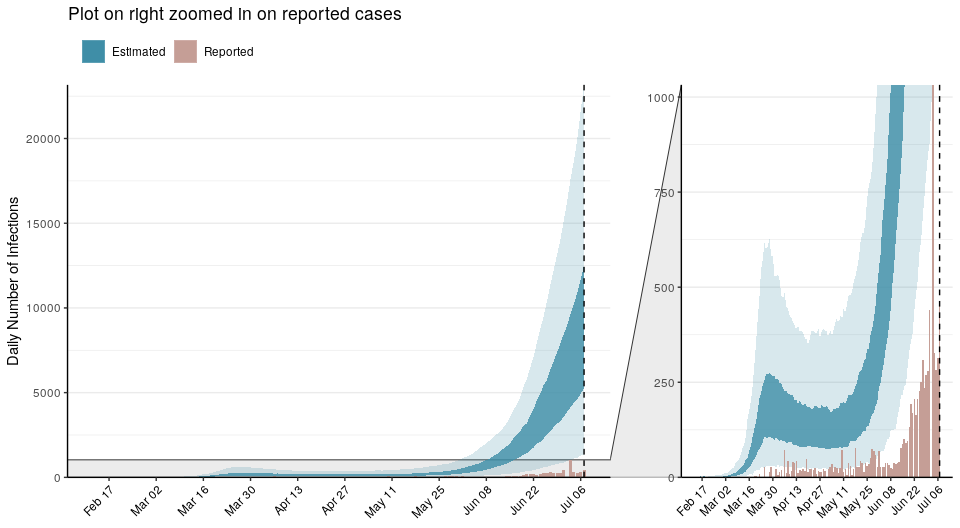 Plot on right zoomed in on reported cases
Estimated Reported
Daily Number of Infections
20000
15000
10000
5000
0
Feb 17 Mar 02 Mar 16 Mar 30 Apr 13 Apr 27 May 11 May 25 Jun 08 Jun 22 Jul 06
1000
750
500
250
0
Feb 17 Mar 02 Mar 16 Mar 30 Apr 13 Apr 27 May 11 May 25 Jun 08 Jun 22 Jul 06